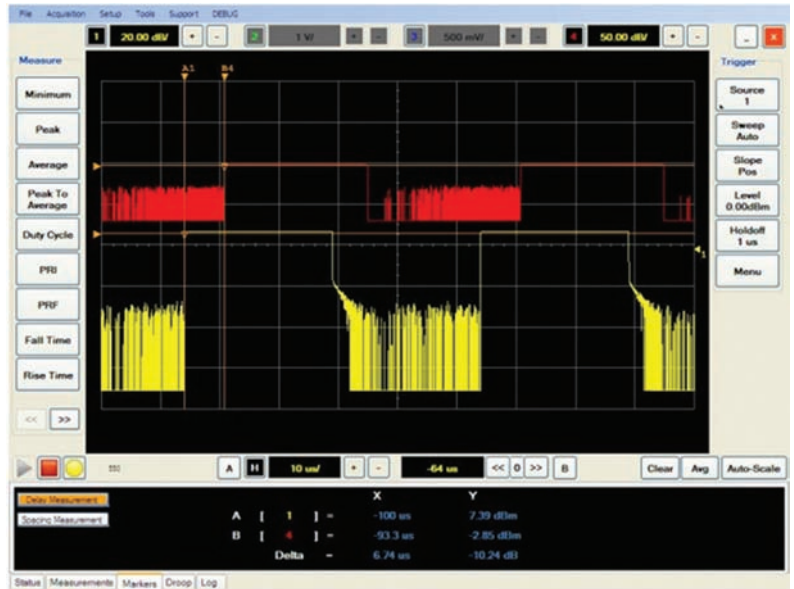 File Acquisition Setup Tools Support DEBUG
1 20.00 dB/ + - 2 1 V/ + - 3 500 mV/ + - 4 50.00 dB/ + - _ X
Measure
Minimum
Peak
Average
Peak To
Average
Duty Cycle
PRI
PRF
Fall Time
Rise Time
<< >>
A1 B4
1
Trigger
Source
1
Sweep
Auto
Slope
Pos
Level
0.00dBm
Holdoff
1 us
Menu
A H 10 us/ + - -64 us << 0 >> B Clear Avg Auto-Scale
Delay Measurement
Spacing Measurement
X Y
A [ 1 ] = -100 us 7.39 dBm
B [ 4 ] = -93.3 us -2.85 dBm
Delta = 6.74 us -10.24 dB
Status Measurements Markers Droop Log